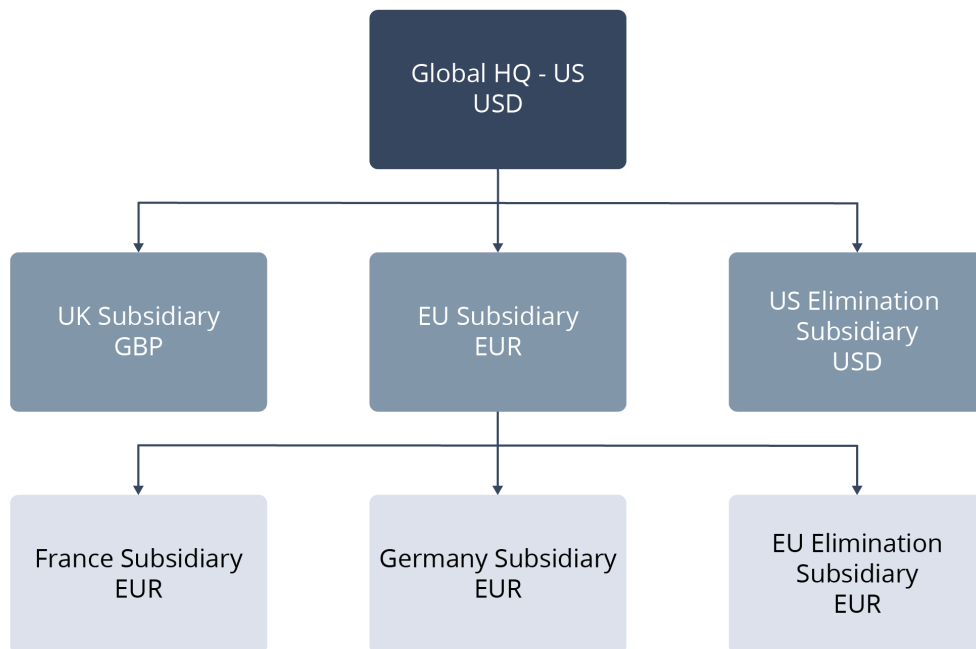 Global HQ - US
USD
UK Subsidiary
GBP
EU Subsidiary
EUR
US Elimination
Subsidiary
USD
France Subsidiary
EUR
Germany Subsidiary
EUR
EU Elimination
Subsidiary
EUR